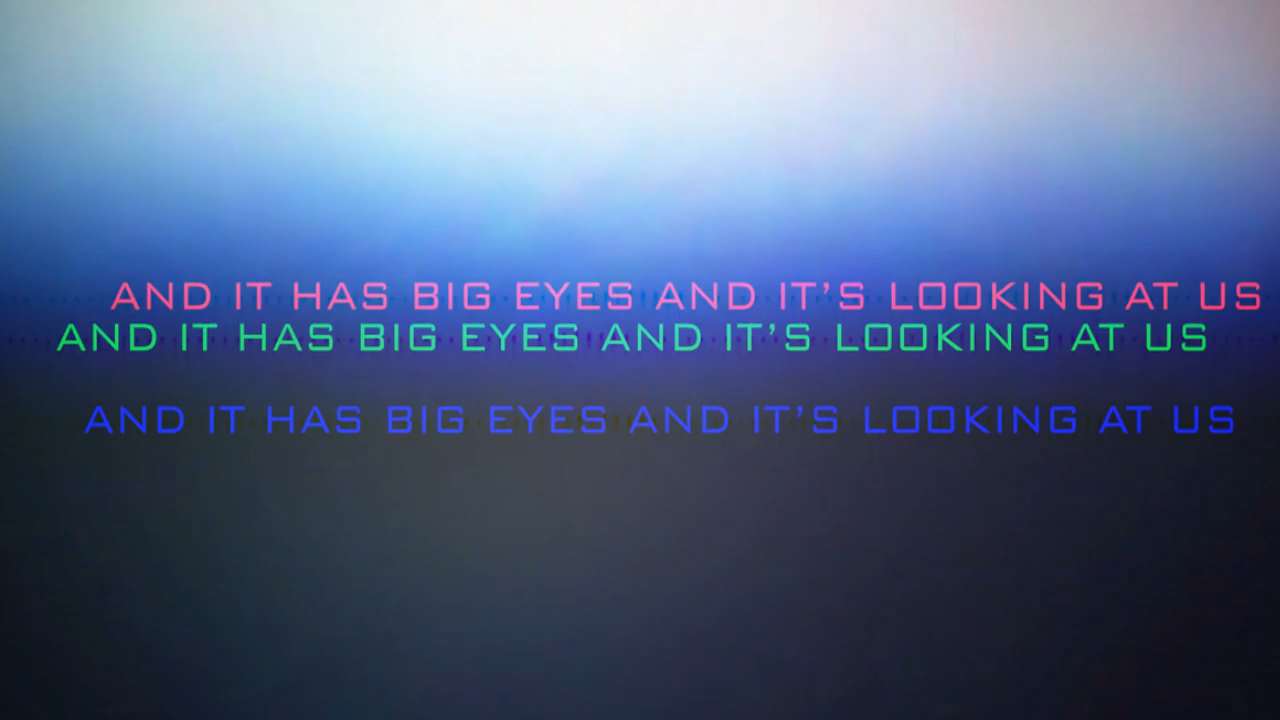 AND IT HAS BIG EYES AND IT’S LOOKING AT US
AND IT HAS BIG EYES AND IT’S LOOKING AT US
AND IT HAS BIG EYES AND IT’S LOOKING AT US